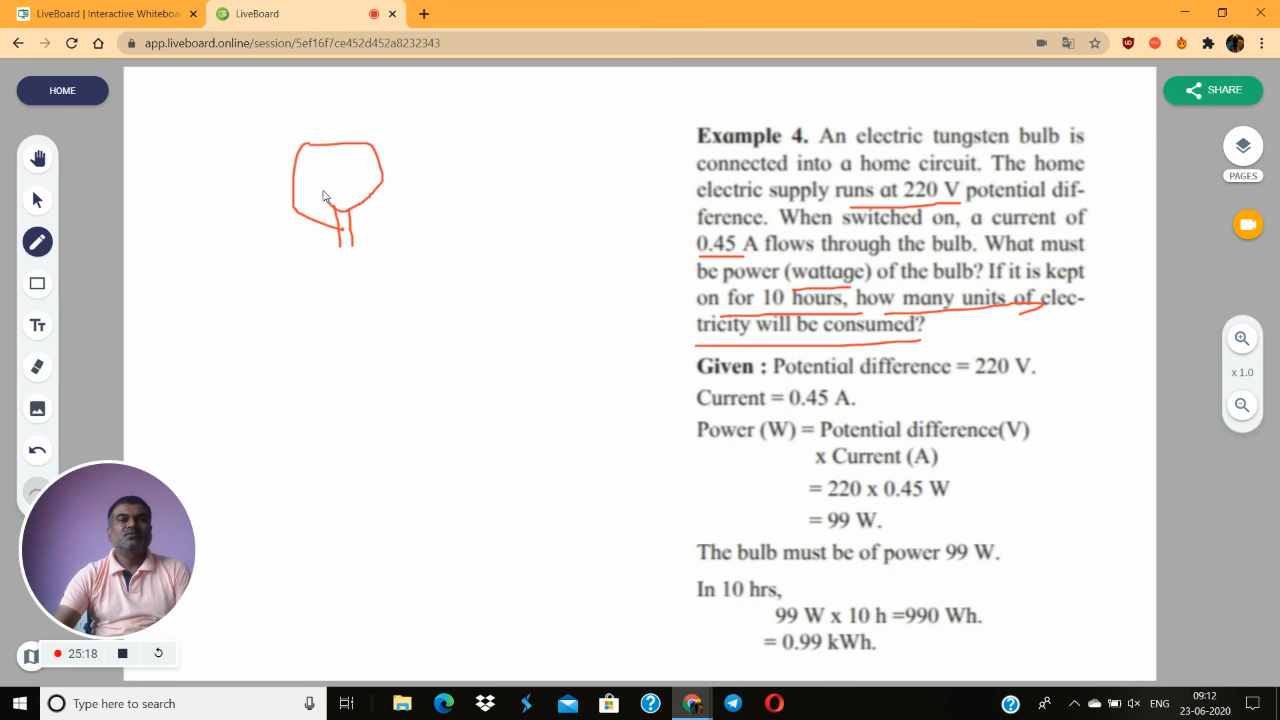 LiveBoard | Interactive Whiteboa
LiveBoard
app.liveboard.online/session/5ef16f7ce452d452a8232343
HOME
SHARE
PAGES
Example 4. An electric tungsten bulb is
connected into a home circuit. The home
electric supply runs at 220 V potential dif-
ference. When switched on, a current of
0.45 A flows through the bulb. What must
be power (wattage) of the bulb? If it is kept
on for 10 hours, how many units of elec-
tricity will be consumed?
Given : Potential difference = 220 V.
Current = 0.45 A.
Power (W) = Potential difference(V)
x Current (A)
= 220 x 0.45 W
= 99 W.
The bulb must be of power 99 W.
In 10 hrs,
99 W x 10 h =990 Wh.
= 0.99 kWh.
Tт
x 1.0
25:18
Type here to search
ENG
09:12
23-06-2020